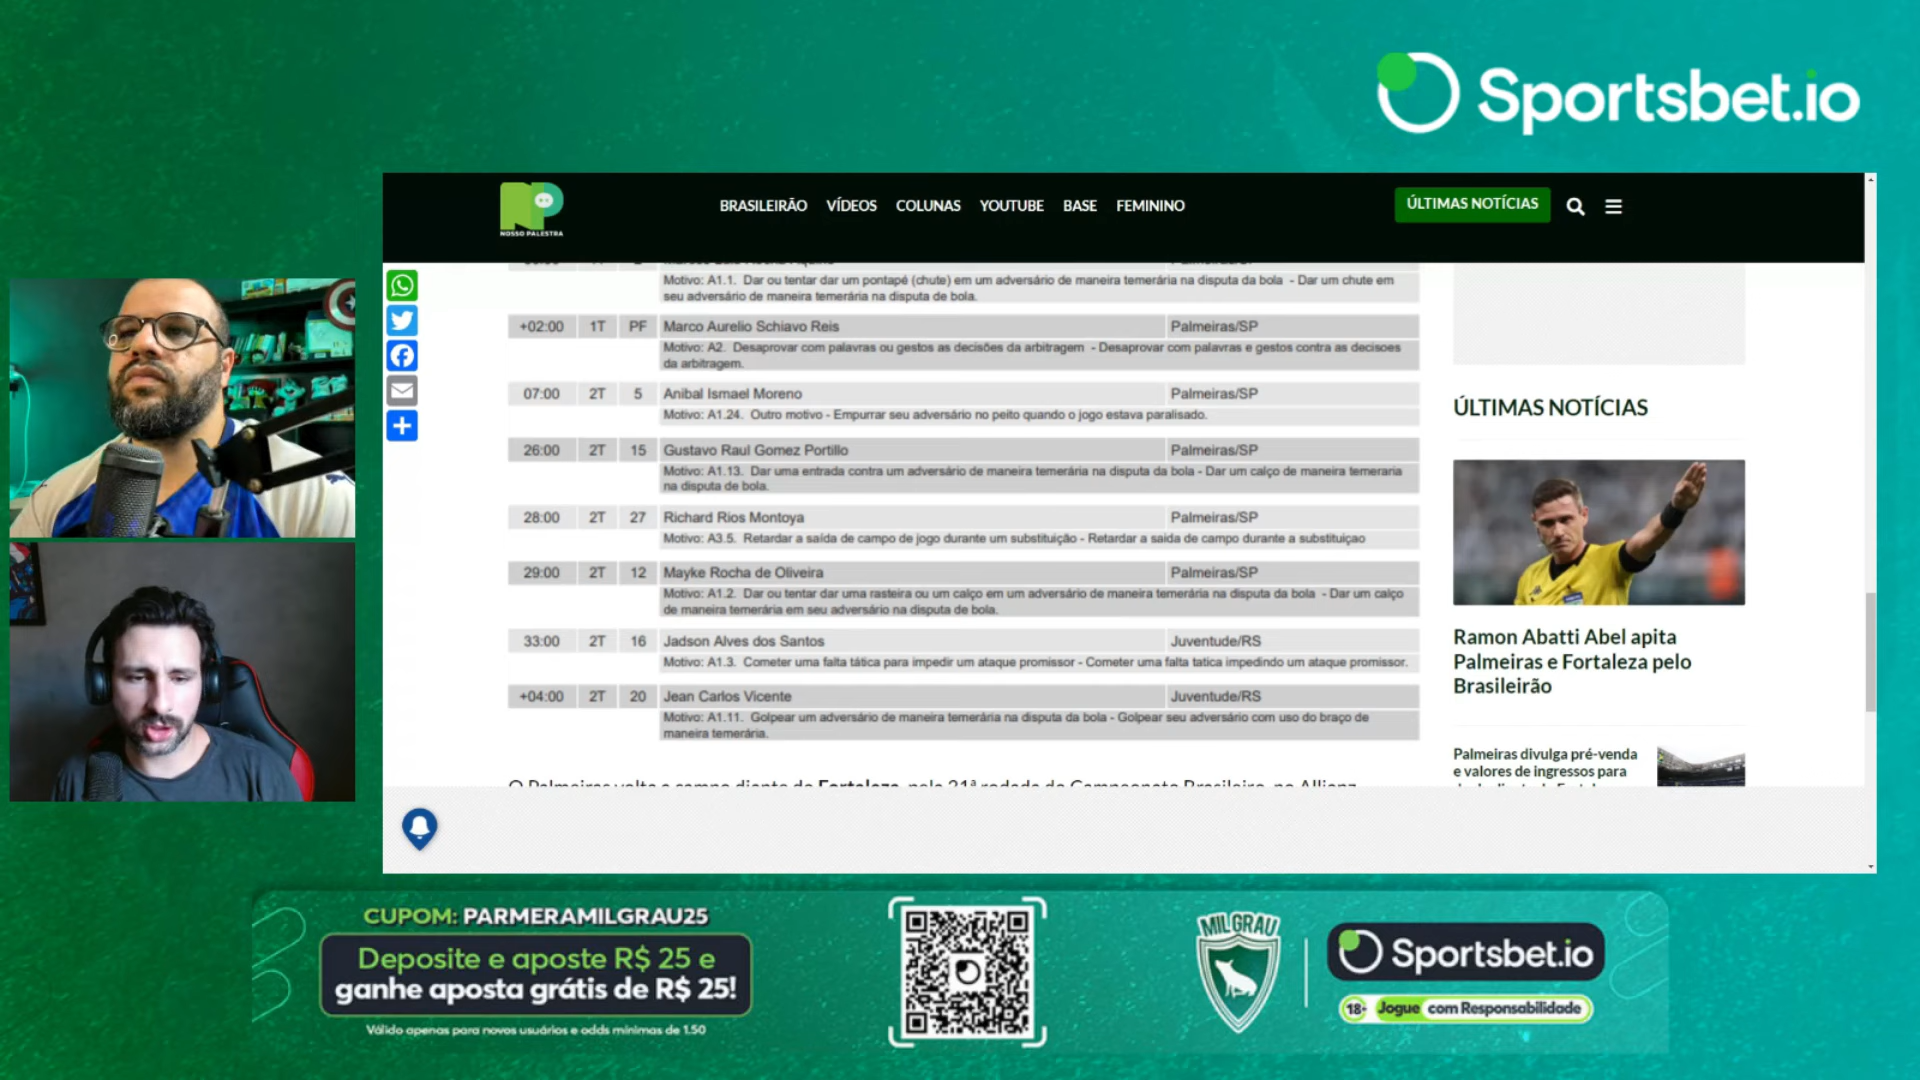 Sportsbet.io
NOSSO PALESTRA
BRASILEIRÃO VÍDEOS COLUNAS YOUTUBE BASE FEMININO
ÚLTIMAS NOTÍCIAS
Motivo: A1.1. Dar ou tentar dar um pontapé (chute) em um adversário de maneira temerária na disputa da bola - Dar um chute em
seu adversário de maneira temerária na disputa de bola.
+02:00 1T PF Marco Aurelio Schiavo Reis Palmeiras/SP
Motivo: A2. Desaprovar com palavras ou gestos as decisões da arbitragem - Desaprovar com palavras e gestos contra as decisoes
da arbitragem.
07:00 2T 5 Anibal Ismael Moreno Palmeiras/SP
Motivo: A1.24. Outro motivo - Empurrar seu adversário no peito quando o jogo estava paralisado.
26:00 2T 15 Gustavo Raul Gomez Portillo Palmeiras/SP
Motivo: A1.13. Dar uma entrada contra um adversário de maneira temerária na disputa da bola - Dar um calço de maneira temeraria
na disputa de bola.
28:00 2T 27 Richard Rios Montoya Palmeiras/SP
Motivo: A3.5. Retardar a saída de campo de jogo durante um substituição - Retardar a saida de campo durante a substituiçao
29:00 2T 12 Mayke Rocha de Oliveira Palmeiras/SP
Motivo: A1.2. Dar ou tentar dar uma rasteira ou um calço em um adversário de maneira temerária na disputa da bola - Dar um calço
de maneira temerária em seu adversário na disputa de bola.
33:00 2T 16 Jadson Alves dos Santos Juventude/RS
Motivo: A1.3. Cometer uma falta tática para impedir um ataque promissor - Cometer uma falta tatica impedindo um ataque promissor.
+04:00 2T 20 Jean Carlos Vicente Juventude/RS
Motivo: A1.11. Golpear um adversário de maneira temerária na disputa da bola - Golpear seu adversário com uso do braço de
maneira temerária.
O Palmeiras volta a campo diante do Fortaleza, pela 21ª rodada do Campeonato Brasileiro, no Allianz
ÚLTIMAS NOTÍCIAS
Ramon Abatti Abel apita
Palmeiras e Fortaleza pelo
Brasileirão
Palmeiras divulga pré-venda
e valores de ingressos para
CUPOM: PARMERAMILGRAU25
Deposite e aposte R$ 25 e
ganhe aposta grátis de R$ 25!
Válido apenas para novos usuários e odds mínimas de 1.50
MILGRAU
Sportsbet.io
18+ Jogue com Responsabilidade